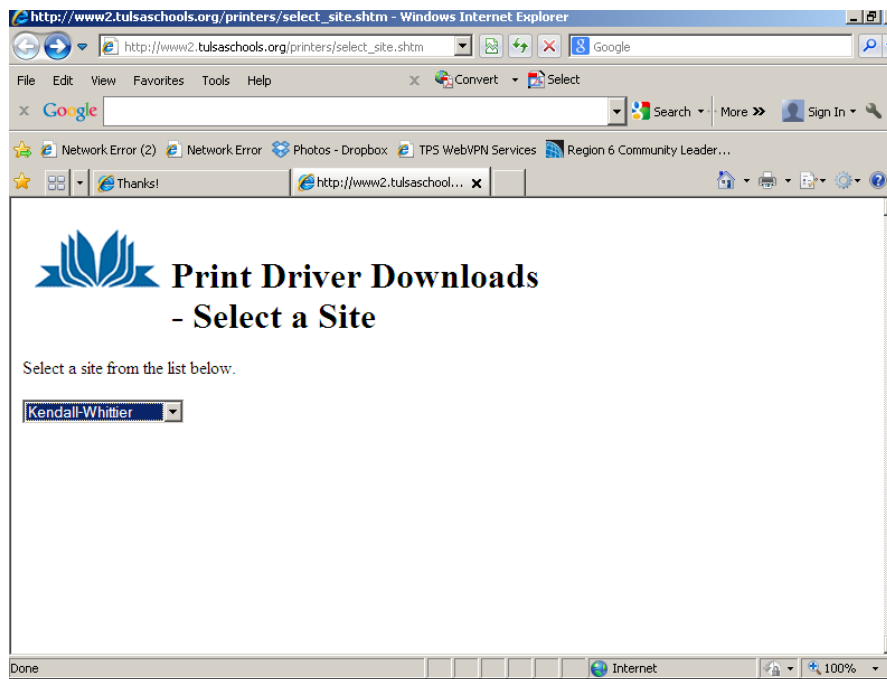 http://www2.tulsaschools.org/printers/select_site.shtm - Windows Internet Explorer
http://www2.tulsaschools.org/printers/select_site.shtm Google
File Edit View Favorites Tools Help x Convert Select
x Google Search More » Sign In
Network Error (2) Network Error Photos - Dropbox TPS WebVPN Services Region 6 Community Leader...
Thanks! http://www2.tulsaschool... x
Print Driver Downloads
- Select a Site
Select a site from the list below.
Kendall-Whittier
Done Internet 100%